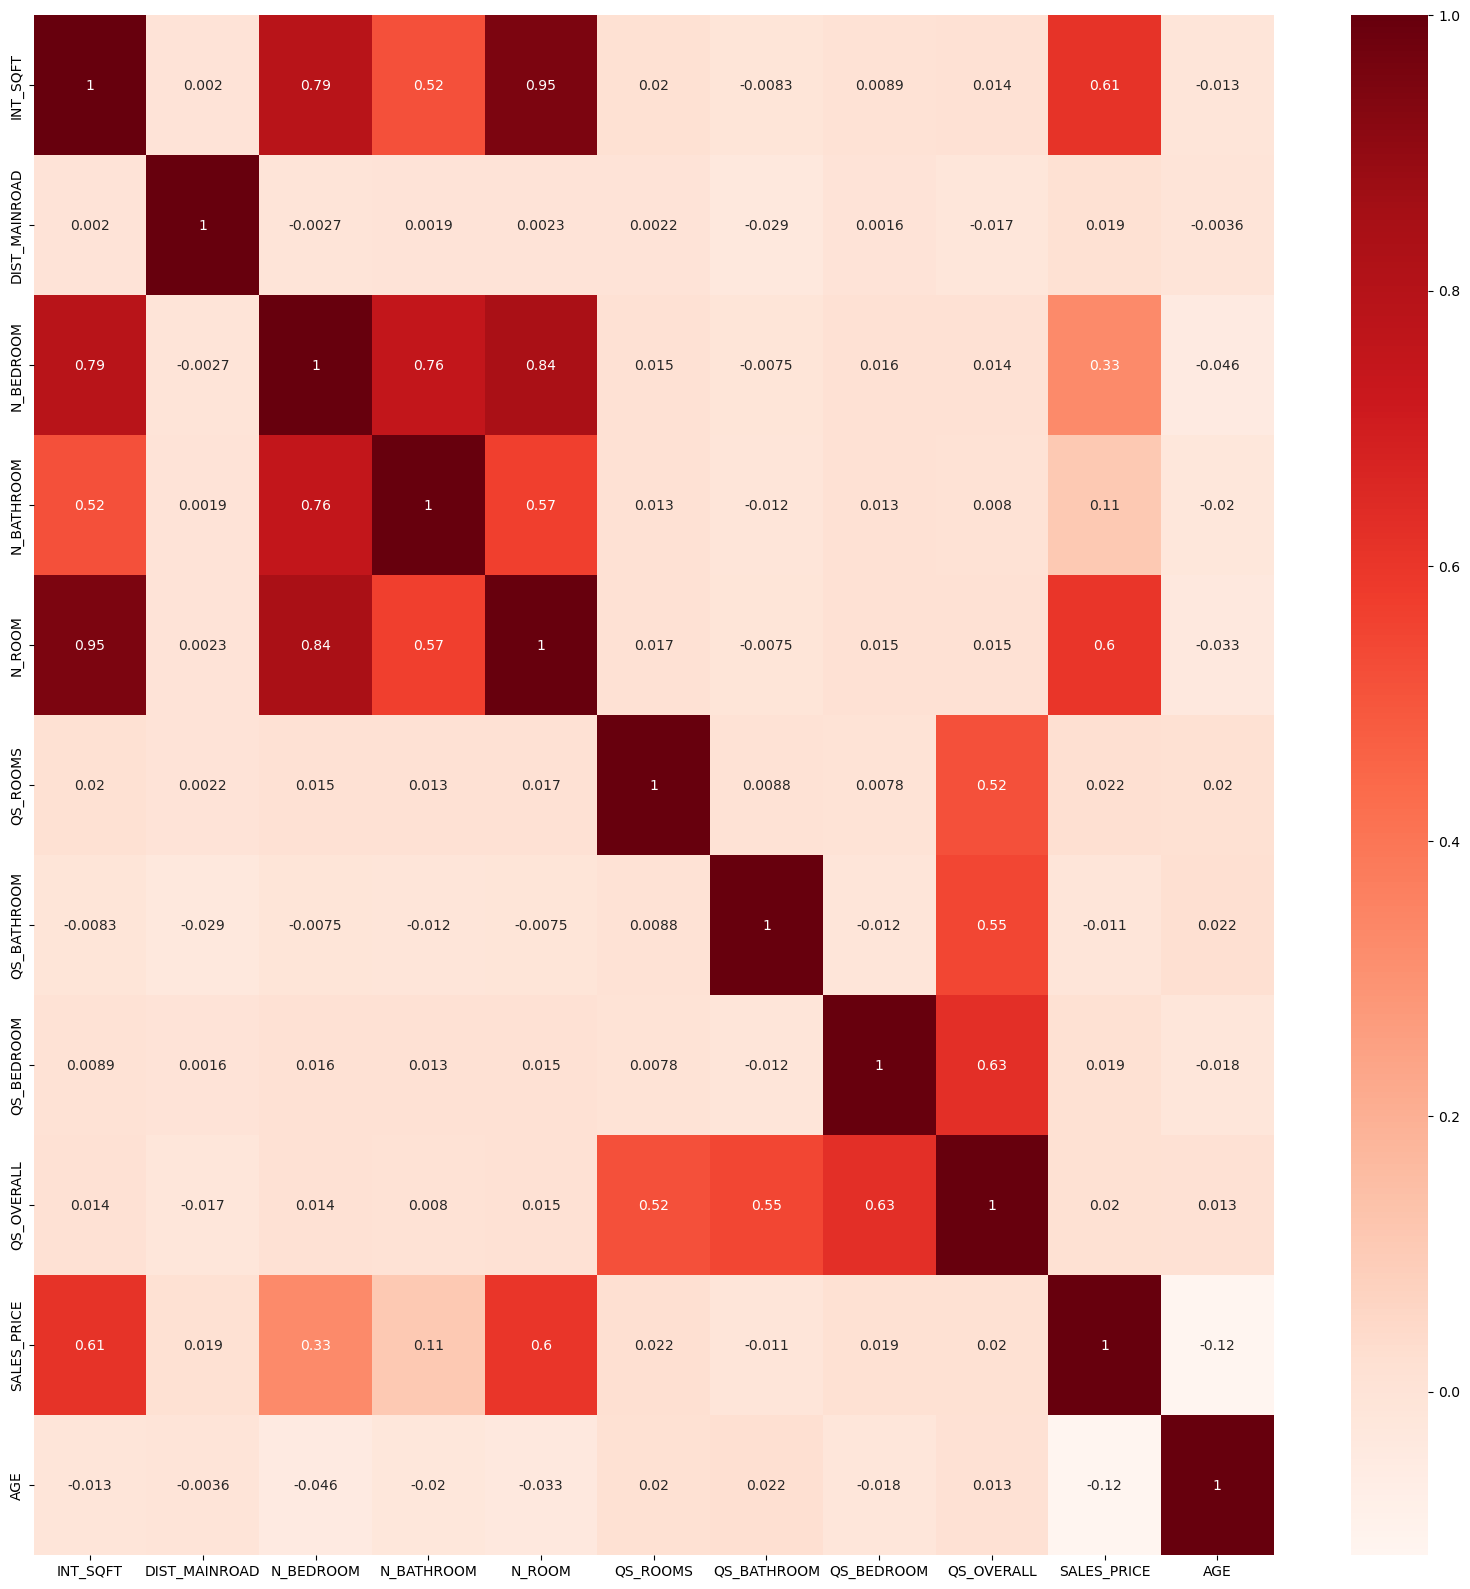 INT_SQFT 1 0.002 0.79 0.52 0.95 0.02 -0.0083 0.0089 0.014 0.61 -0.013
DIST_MAINROAD 0.002 1 -0.0027 0.0019 0.0023 0.0022 -0.029 0.0016 -0.017 0.019 -0.0036
N_BEDROOM 0.79 -0.0027 1 0.76 0.84 0.015 -0.0075 0.016 0.014 0.33 -0.046
N_BATHROOM 0.52 0.0019 0.76 1 0.57 0.013 -0.012 0.013 0.008 0.11 -0.02
N_ROOM 0.95 0.0023 0.84 0.57 1 0.017 -0.0075 0.015 0.015 0.6 -0.033
QS_ROOMS 0.02 0.0022 0.015 0.013 0.017 1 0.0088 0.0078 0.52 0.022 0.02
QS_BATHROOM -0.0083 -0.029 -0.0075 -0.012 -0.0075 0.0088 1 -0.012 0.55 -0.011 0.022
QS_BEDROOM 0.0089 0.0016 0.016 0.013 0.015 0.0078 -0.012 1 0.63 0.019 -0.018
QS_OVERALL 0.014 -0.017 0.014 0.008 0.015 0.52 0.55 0.63 1 0.02 0.013
SALES_PRICE 0.61 0.019 0.33 0.11 0.6 0.022 -0.011 0.019 0.02 1 -0.12
AGE -0.013 -0.0036 -0.046 -0.02 -0.033 0.02 0.022 -0.018 0.013 -0.12 1
INT_SQFT DIST_MAINROAD N_BEDROOM N_BATHROOM N_ROOM QS_ROOMS QS_BATHROOM QS_BEDROOM QS_OVERALL SALES_PRICE AGE
1.0
0.8
0.6
0.4
0.2
0.0